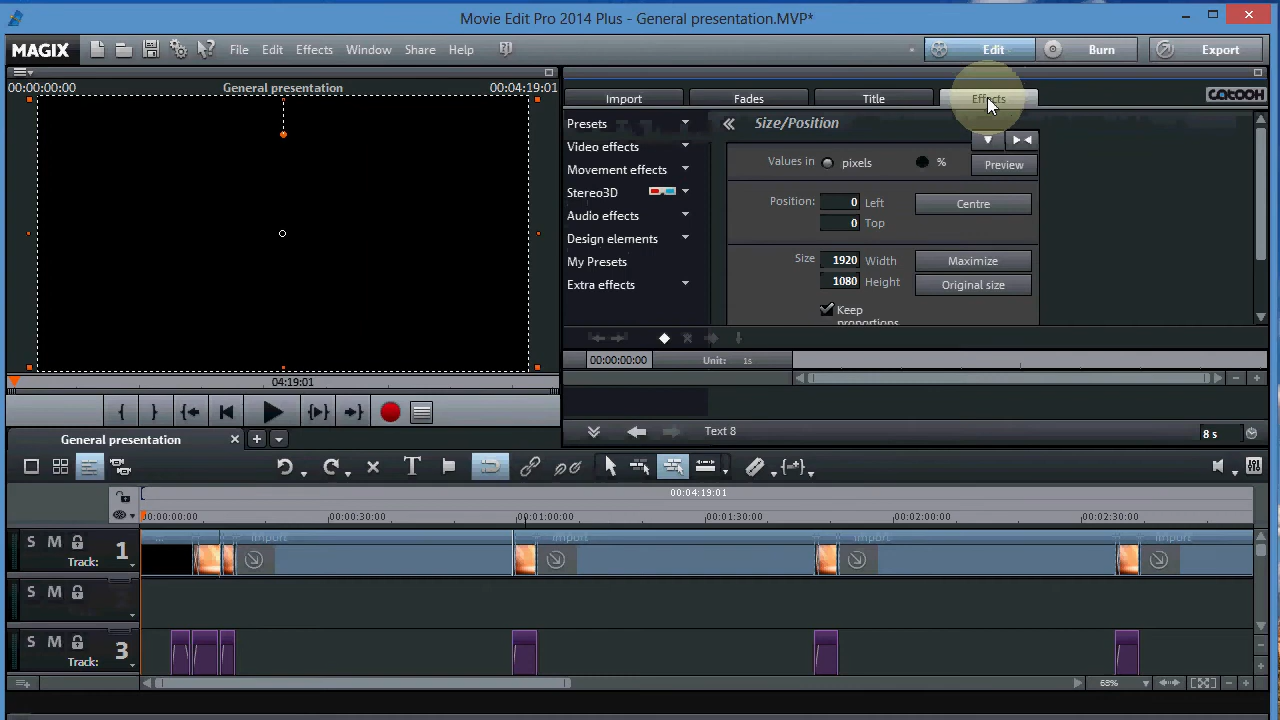 Movie Edit Pro 2014 Plus - General presentation.MVP*
MAGIX File Edit Effects Window Share Help Edit Burn Export
00:00:00:00 General presentation 00:04:19:01
Import Fades Title Effects CATOOH
Presets
Video effects
Movement effects
Stereo3D
Audio effects
Design elements
My Presets
Extra effects
Size/Position
Values in pixels %
Preview
Position: 0 Left Centre
0 Top
Size 1920 Width Maximize
1080 Height Original size
Keep
proportions
00:00:00:00 Unit: 1s
04:19:01
Text 8 8 s
General presentation
00:04:19:01
00:00:00:00 00:00:30:00 00:01:00:00 00:01:30:00 00:02:00:00 00:02:30:00
S M 1
Track:
Import Import Import Import
S M
S M 3
Track:
68%